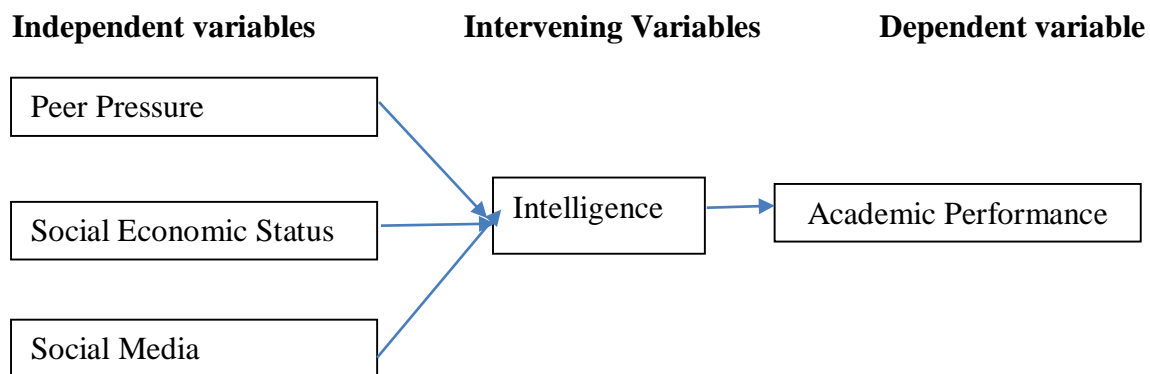 Independent variables Intervening Variables Dependent variable
Peer Pressure
Social Economic Status
Intelligence
Academic Performance
Social Media